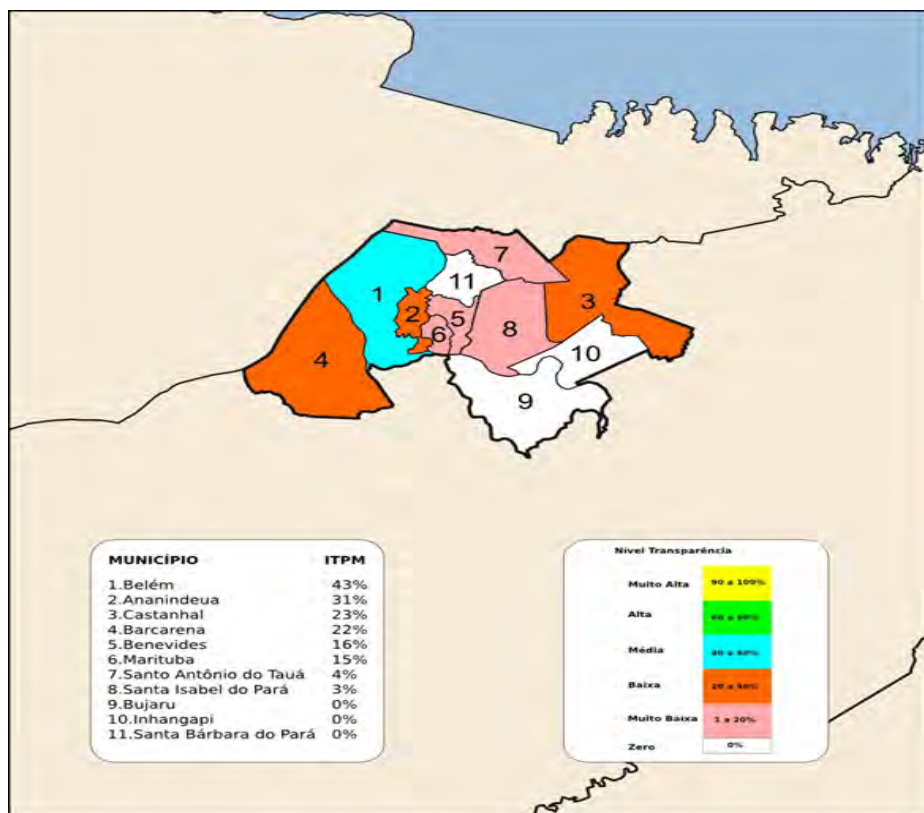 7
11
1
2
5
3
6
8
4
10
9
MUNICÍPIO ITPM
1.Belém 43%
2.Ananindeua 31%
3.Castanhal 23%
4.Barcarena 22%
5.Benevides 16%
6.Marituba 15%
7.Santo Antônio do Tauá 4%
8.Santa Isabel do Pará 3%
9.Bujaru 0%
10.Inhangapi 0%
11.Santa Bárbara do Pará 0%
Nível Transparência
Muito Alta 90 a 100%
Alta
Média
Baixa
Muito Baixa 1 a 20%
Zero 0%